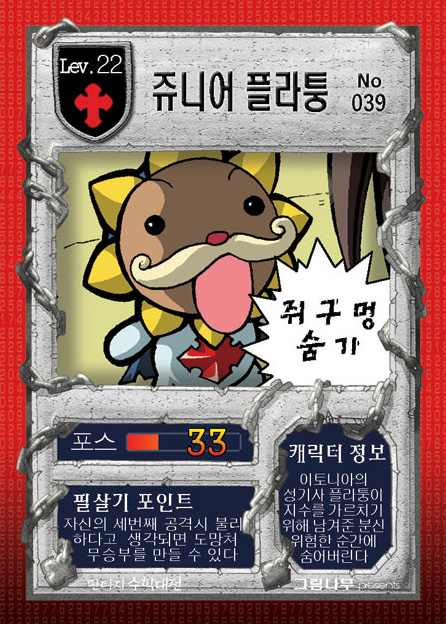 Lev. 22
쥬니어 플라퉁
No
039
쥐구멍
숨기
포스 33
필살기 포인트
자신의 세번째 공격시 불리
하다고 생각되면 도망쳐
무승부를 만들 수 있다
캐릭터 정보
이토니아의
성기사 플라퉁이
지수를 가르치기
위해 남겨준 분신
위험한 순간에
숨어버린다
판타지 수학대전
그림나무 presents